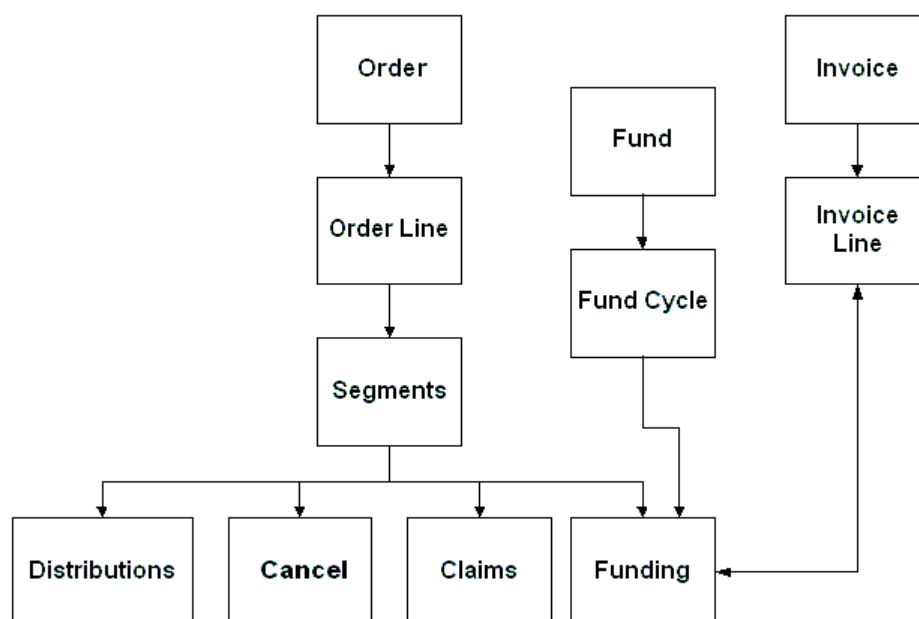 Order
Invoice
Fund
Order Line
Invoice
Line
Fund Cycle
Segments
Distributions
Cancel
Claims
Funding